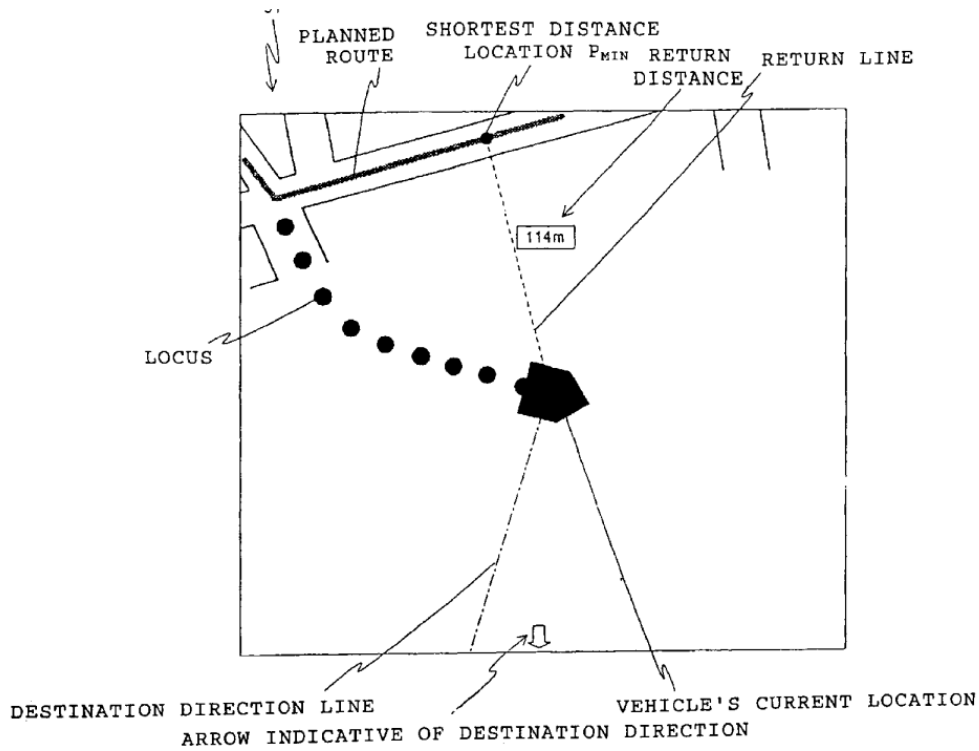 PLANNED
ROUTE
SHORTEST DISTANCE
LOCATION PMIN
RETURN
DISTANCE
RETURN LINE
114m
LOCUS
DESTINATION DIRECTION LINE
VEHICLE'S CURRENT LOCATION
ARROW INDICATIVE OF DESTINATION DIRECTION